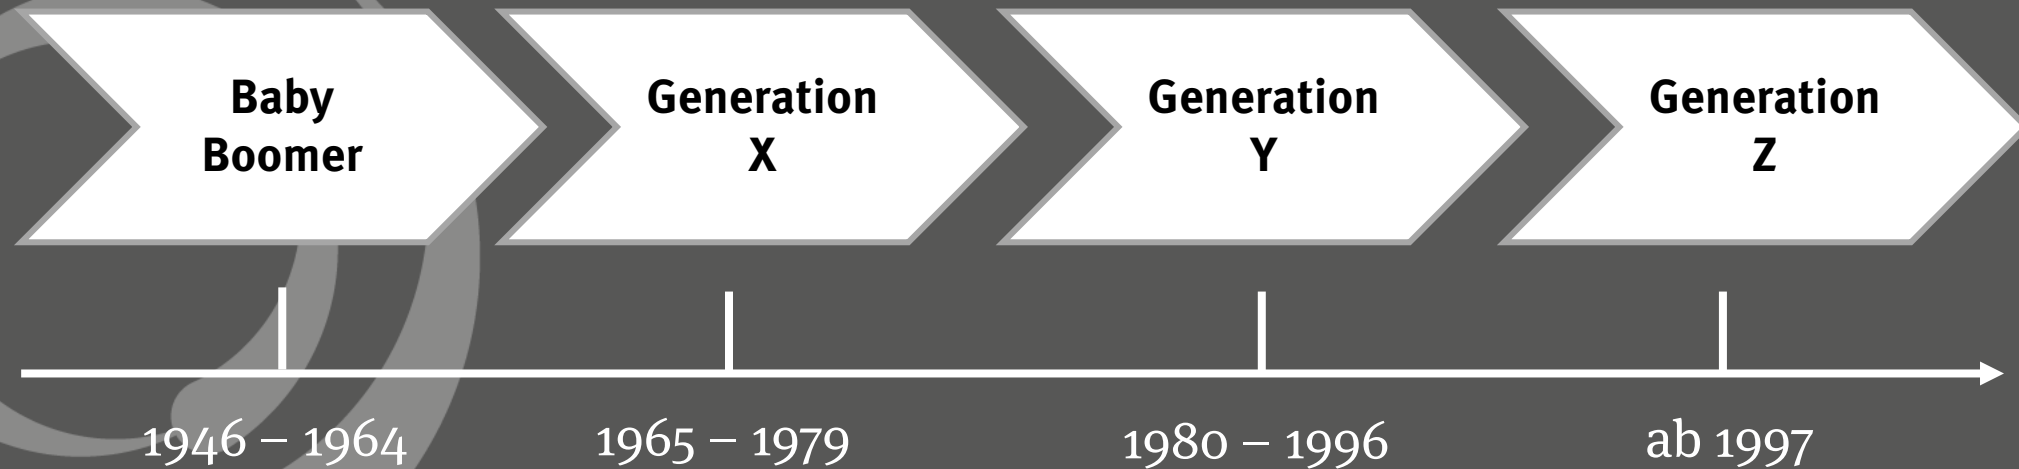 Baby
Boomer
Generation
X
Generation
Y
Generation
Z
1946 – 1964
1965 – 1979
1980 – 1996
ab 1997